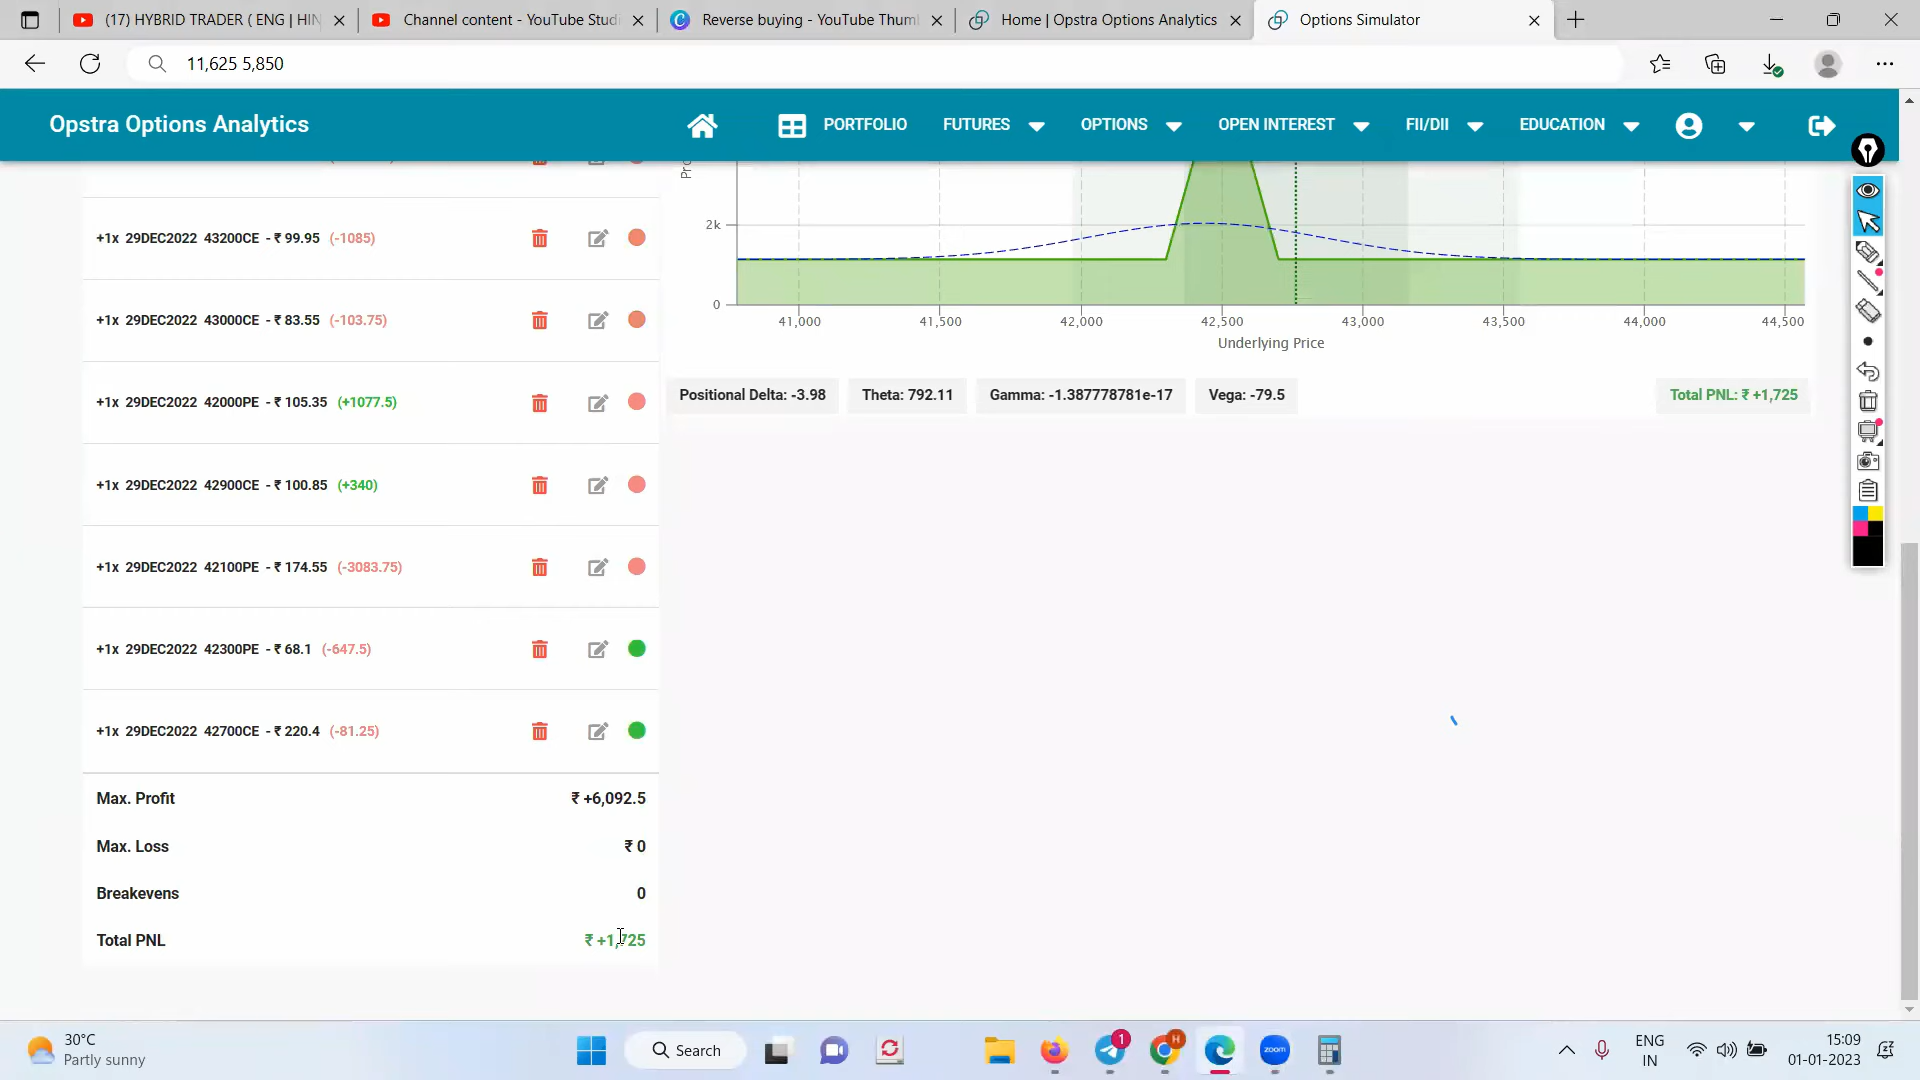 (17) HYBRID TRADER ( ENG | HIN
Channel content - YouTube Studi
Reverse buying - YouTube Thum
Home | Opstra Options Analytics
Options Simulator
11,625 5,850
Opstra Options Analytics
PORTFOLIO
FUTURES
OPTIONS
OPEN INTEREST
FII/DII
EDUCATION
+1x 29DEC2022 43200CE - ₹ 99.95 (-1085)
+1x 29DEC2022 43000CE - ₹ 83.55 (-103.75)
+1x 29DEC2022 42000PE - ₹ 105.35 (+1077.5)
+1x 29DEC2022 42900CE - ₹ 100.85 (+340)
+1x 29DEC2022 42100PE - ₹ 174.55 (-3083.75)
+1x 29DEC2022 42300PE - ₹ 68.1 (-647.5)
+1x 29DEC2022 42700CE - ₹ 220.4 (-81.25)
Max. Profit ₹ +6,092.5
Max. Loss ₹ 0
Breakevens 0
Total PNL ₹ +1,725
2k
0
41,000 41,500 42,000 42,500 43,000 43,500 44,000 44,500
Underlying Price
Positional Delta: -3.98 Theta: 792.11 Gamma: -1.387778781e-17 Vega: -79.5 Total PNL: ₹ +1,725
30°C
Partly sunny
Search
1
H
zoom
ENG
IN
15:09
01-01-2023